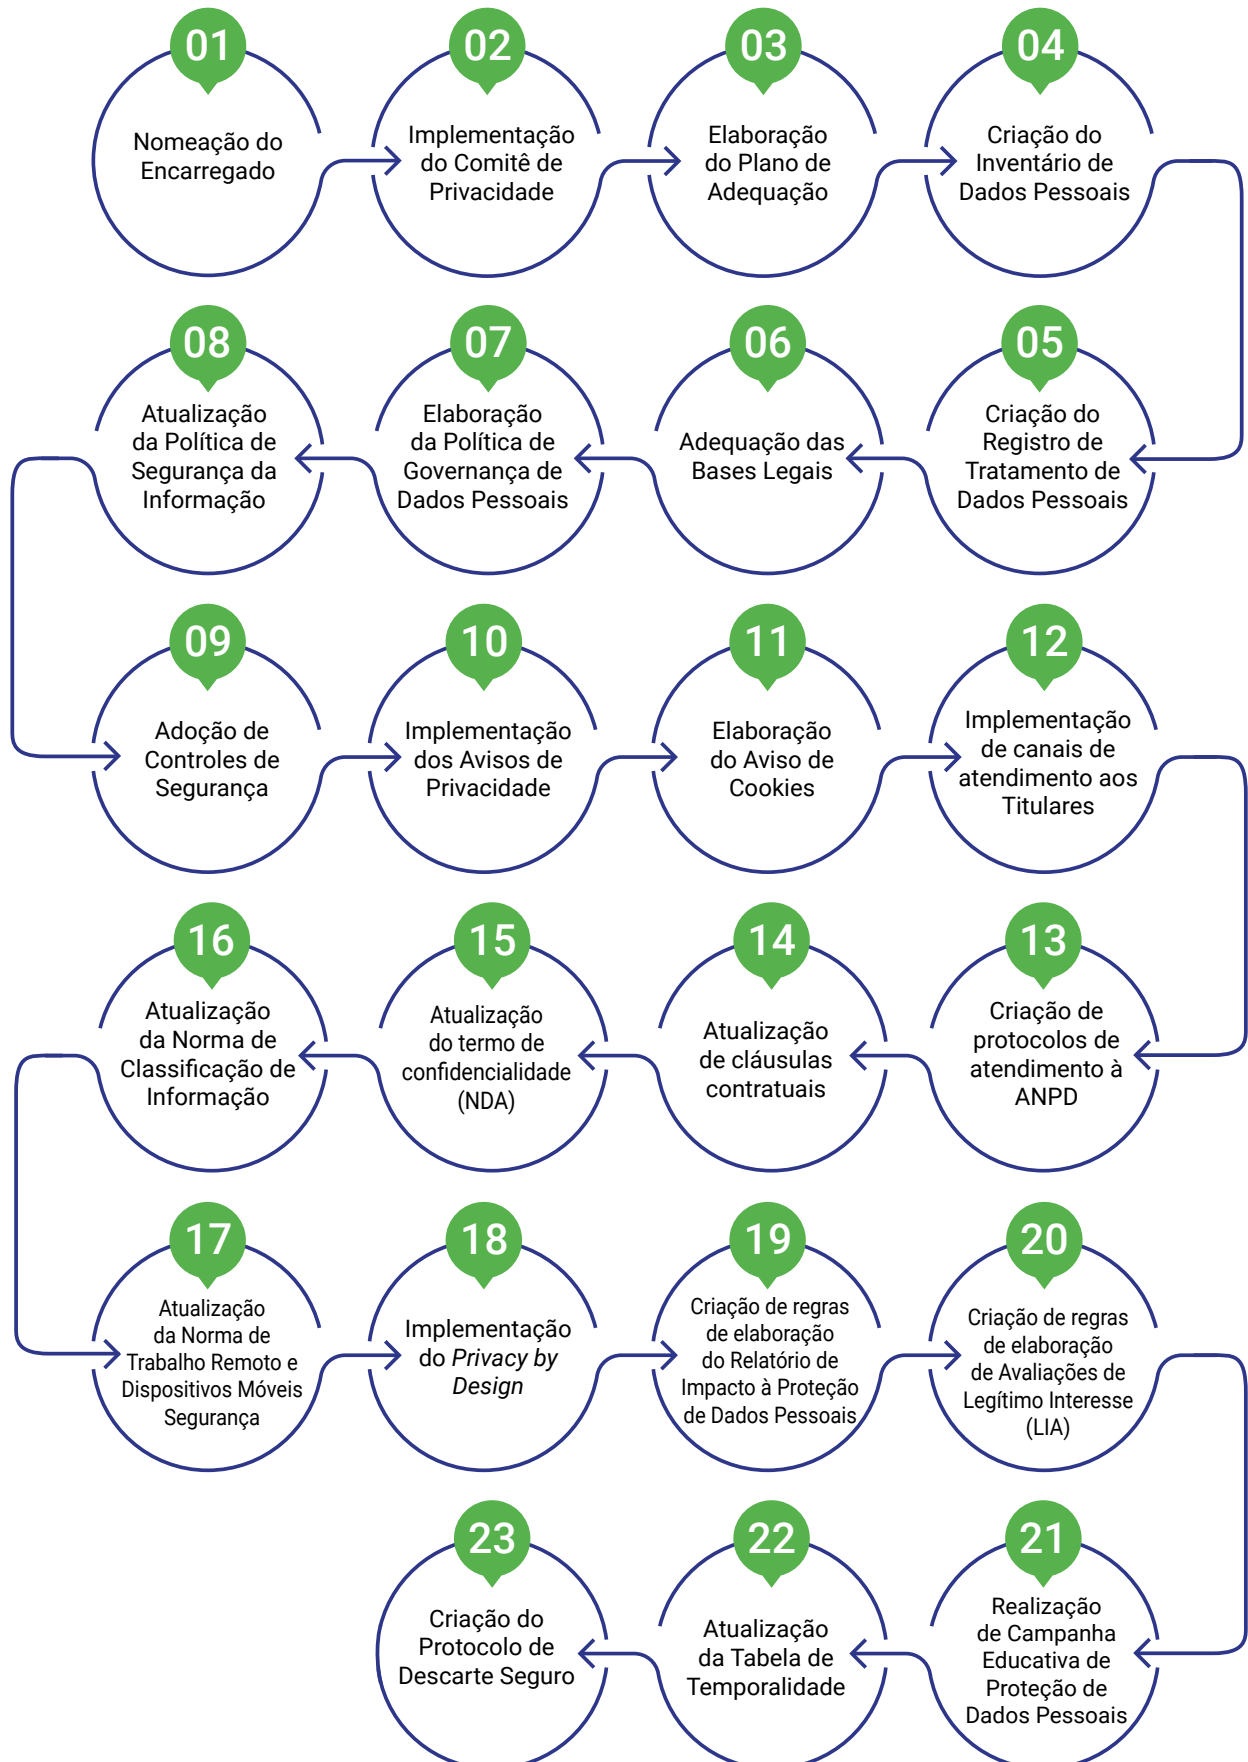 01
Nomeação do
Encarregado
02
Implementação
do Comitê de
Privacidade
03
Elaboração
do Plano de
Adequação
04
Criação do
Inventário de
Dados Pessoais
05
Criação do
Registro de
Tratamento de
Dados Pessoais
06
Adequação das
Bases Legais
07
Elaboração
da Política de
Governança de
Dados Pessoais
08
Atualização
da Política de
Segurança da
Informação
09
Adoção de
Controles de
Segurança
10
Implementação
dos Avisos de
Privacidade
11
Elaboração
do Aviso de
Cookies
12
Implementação
de canais de
atendimento aos
Titulares
13
Criação de
protocolos de
atendimento à
ANPD
14
Atualização
de cláusulas
contratuais
15
Atualização
do termo de
confidencialidade
(NDA)
16
Atualização
da Norma de
Classificação de
Informação
17
Atualização
da Norma de
Trabalho Remoto e
Dispositivos Móveis
Segurança
18
Implementação
do Privacy by
Design
19
Criação de regras
de elaboração
do Relatório de
Impacto à Proteção
de Dados Pessoais
20
Criação de regras
de elaboração
de Avaliações de
Legítimo Interesse
(LIA)
21
Realização
de Campanha
Educativa de
Proteção de
Dados Pessoais
22
Atualização
da Tabela de
Temporalidade
23
Criação do
Protocolo de
Descarte Seguro